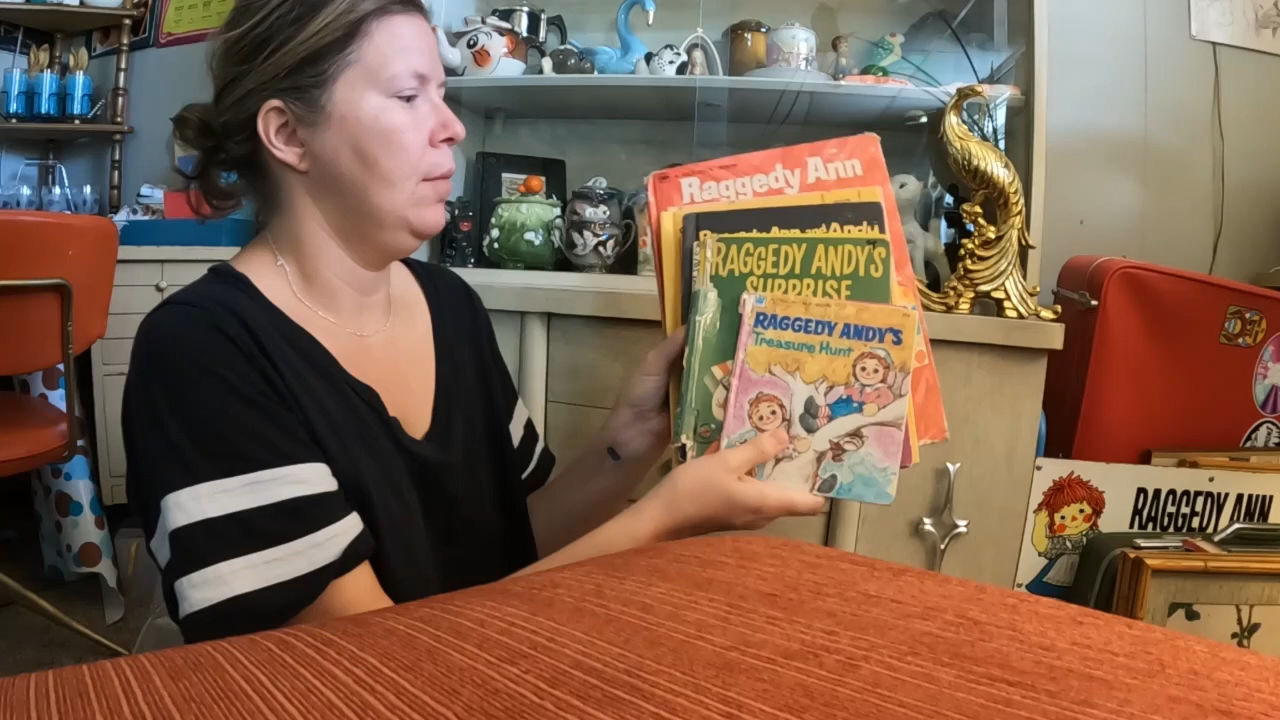 Raggedy Ann
Raggedy Ann and Andy
RAGGEDY ANDY'S
SURPRISE
RAGGEDY ANDY'S
Treasure Hunt
RAGGEDY ANN